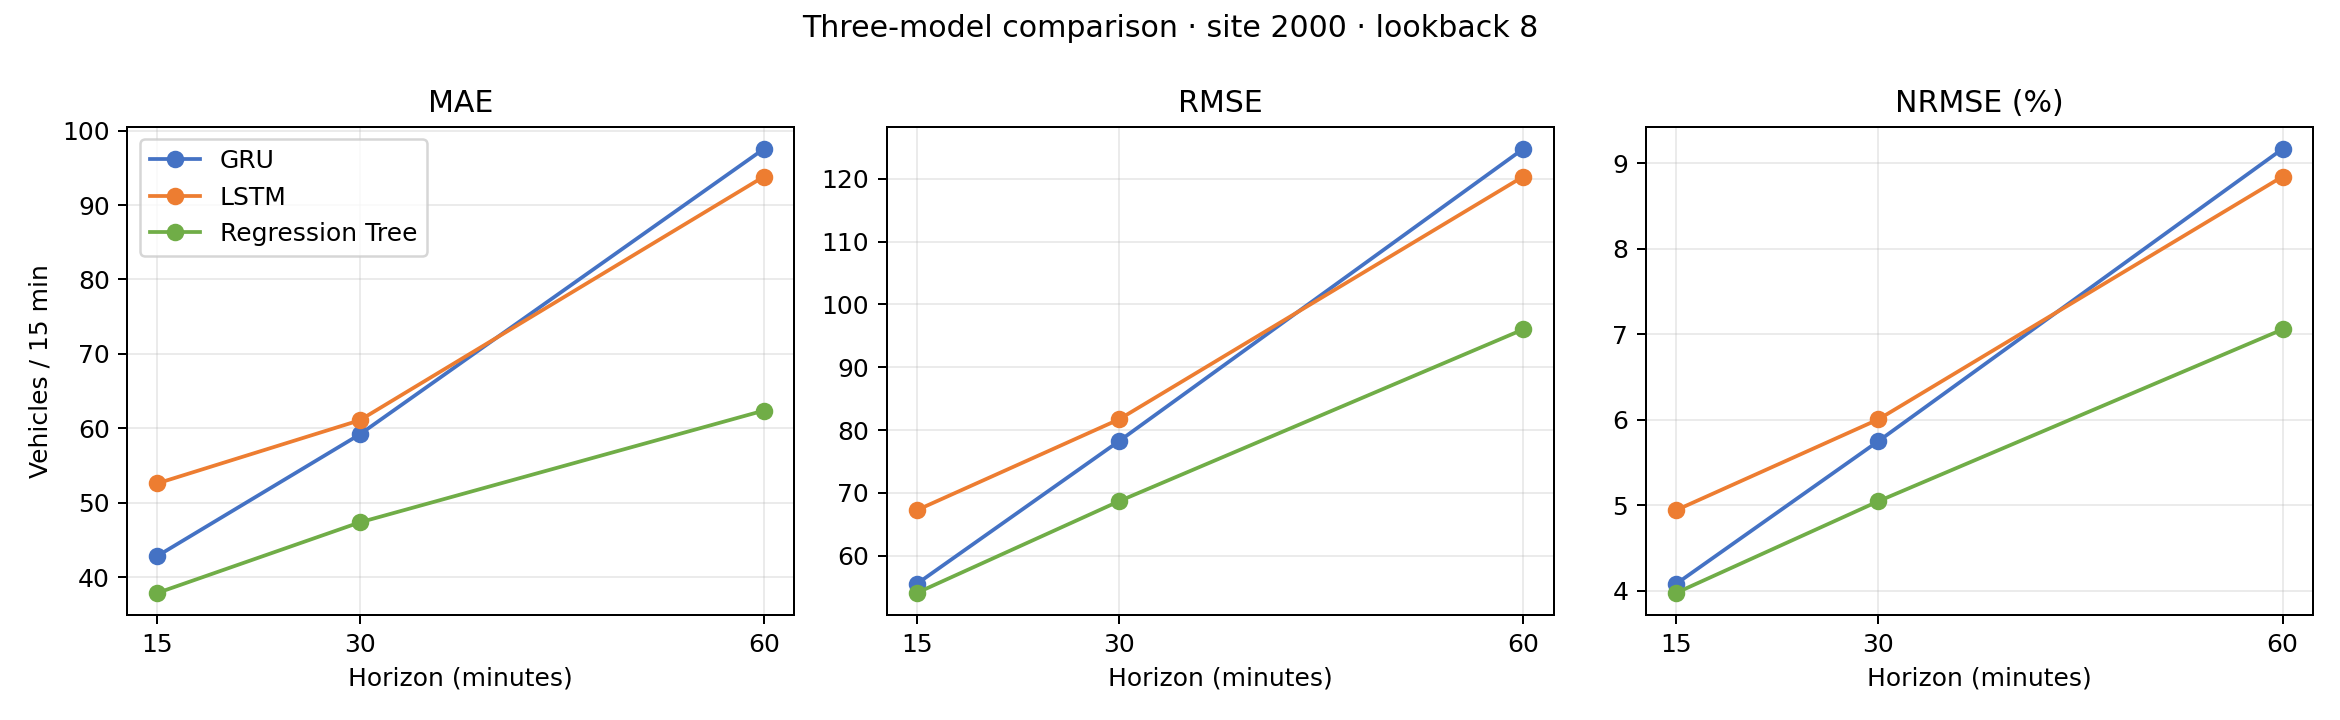 Three-model comparison · site 2000 · lookback 8
MAE
Vehicles / 15 min
100
90
80
70
60
50
40
GRU
LSTM
Regression Tree
15 30 60
Horizon (minutes)
RMSE
120
110
100
90
80
70
60
15 30 60
Horizon (minutes)
NRMSE (%)
9
8
7
6
5
4
15 30 60
Horizon (minutes)